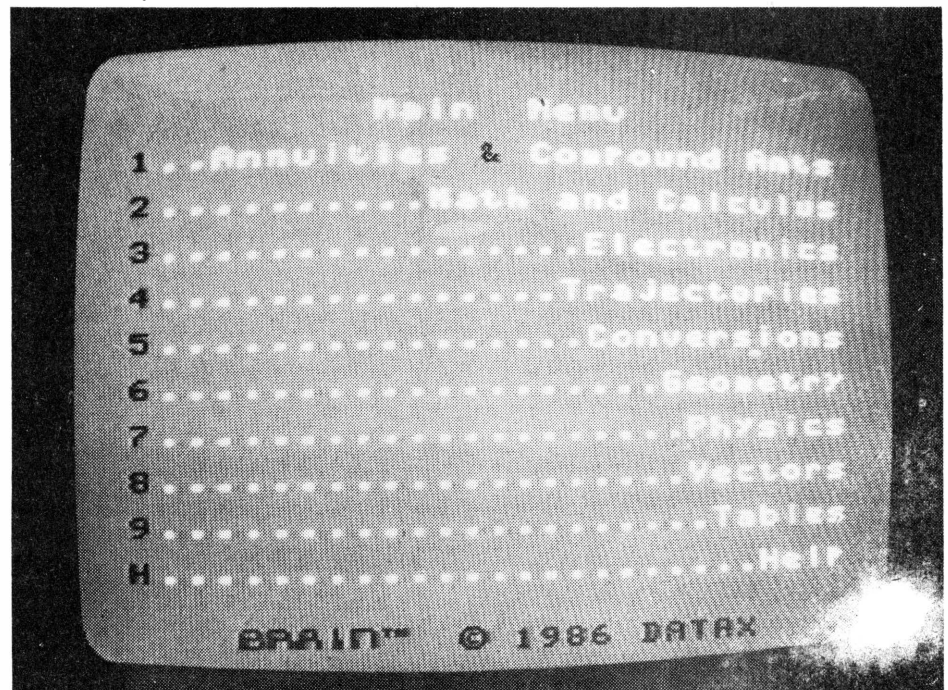 Main Menu
1..Annuities & Compound Amts
2..........Math and Calculus
3...............Electronics
4..............Trajectories
5...............Conversions
6..................Geometry
7...................Physics
8...................Vectors
9....................Tables
H......................Help
BRAIN™ © 1986 DATAX